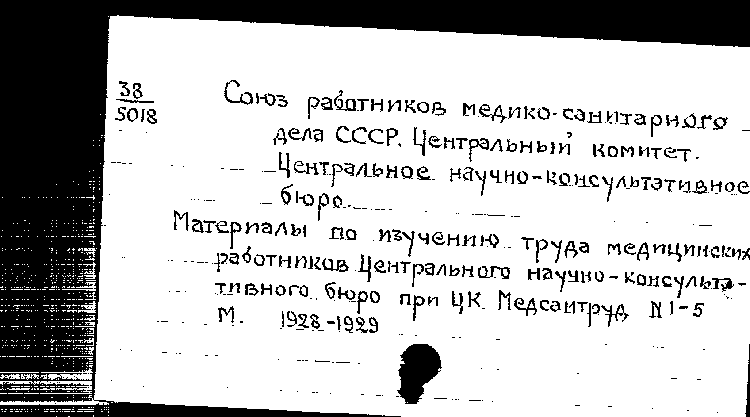 38
5018
Союз работников медико-санитарного
дела СССР. Центральный комитет.
Центральное научно-консультативное
бюро.
Материалы по изучению труда медицинских
работников Центрального научно-консульта-
тивного бюро при ЦК Медсантруд N 1-5
М. 1928-1929